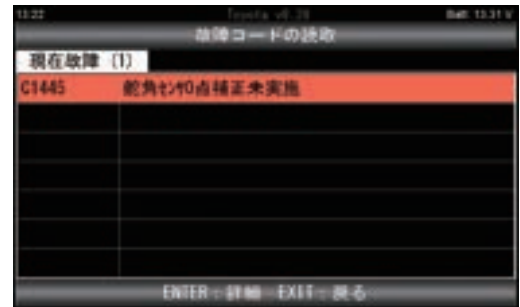 13:22 Toyota v8.20 Batt: 13.31 V
故障コードの読取
現在故障 (1)
C1445 舵角ｾﾝｻ0点補正未実施
ENTER : 詳細 EXIT : 戻る